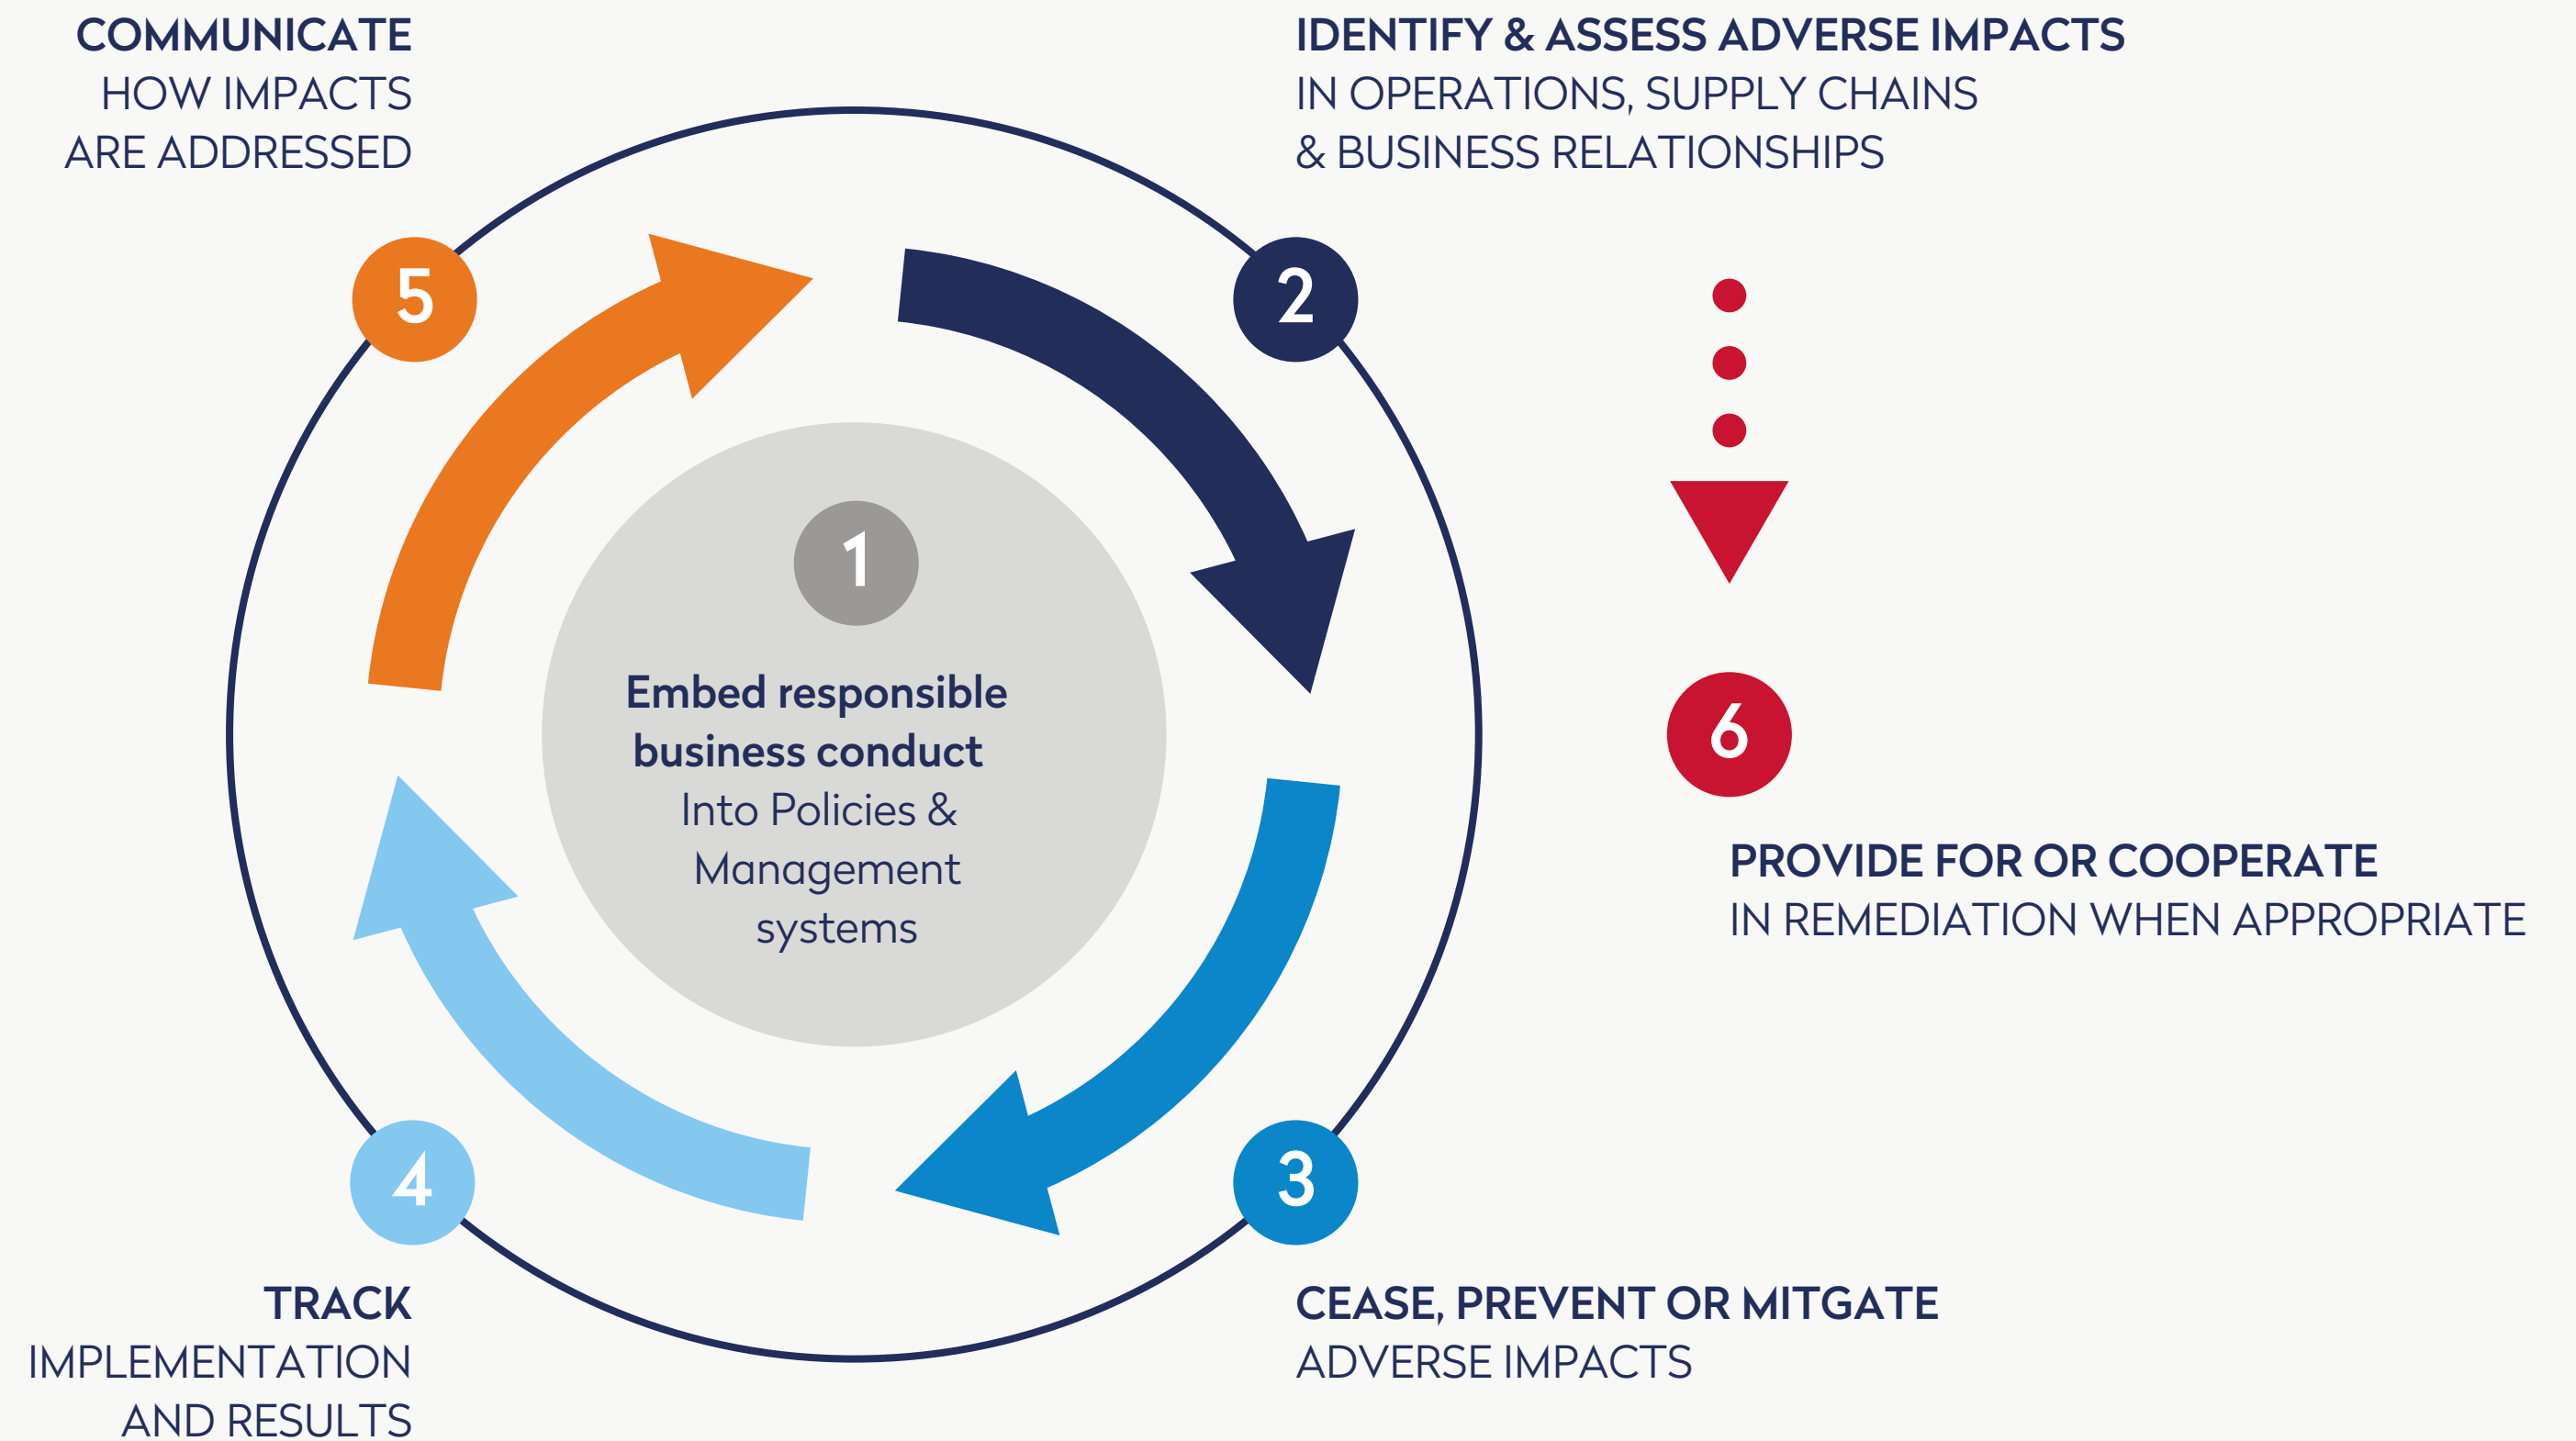 COMMUNICATE
HOW IMPACTS
ARE ADDRESSED
IDENTIFY & ASSESS ADVERSE IMPACTS
IN OPERATIONS, SUPPLY CHAINS
& BUSINESS RELATIONSHIPS
5
2
1
Embed responsible
business conduct
Into Policies &
Management
systems
6
PROVIDE FOR OR COOPERATE
IN REMEDIATION WHEN APPROPRIATE
4
3
TRACK
IMPLEMENTATION
AND RESULTS
CEASE, PREVENT OR MITGATE
ADVERSE IMPACTS